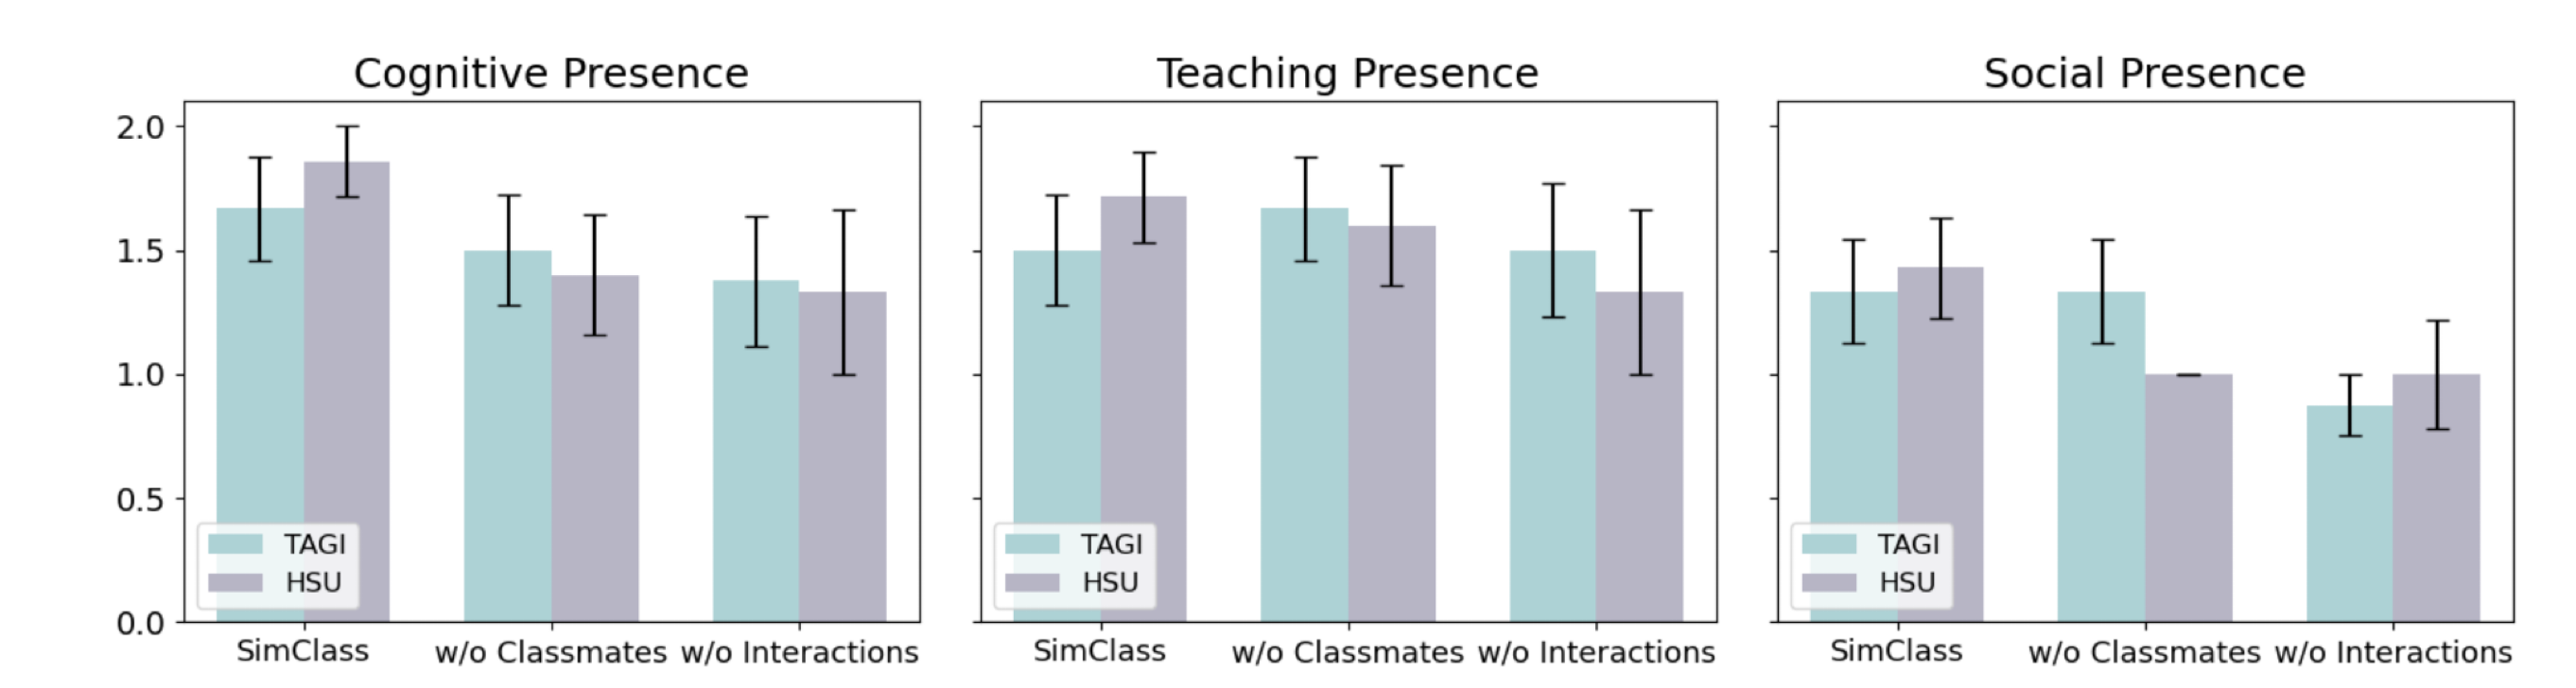 Cognitive Presence
Teaching Presence
Social Presence
2.0
1.5
1.0
0.5
0.0
TAGI
HSU
TAGI
HSU
TAGI
HSU
SimClass
w/o Classmates
w/o Interactions
SimClass
w/o Classmates
w/o Interactions
SimClass
w/o Classmates
w/o Interactions